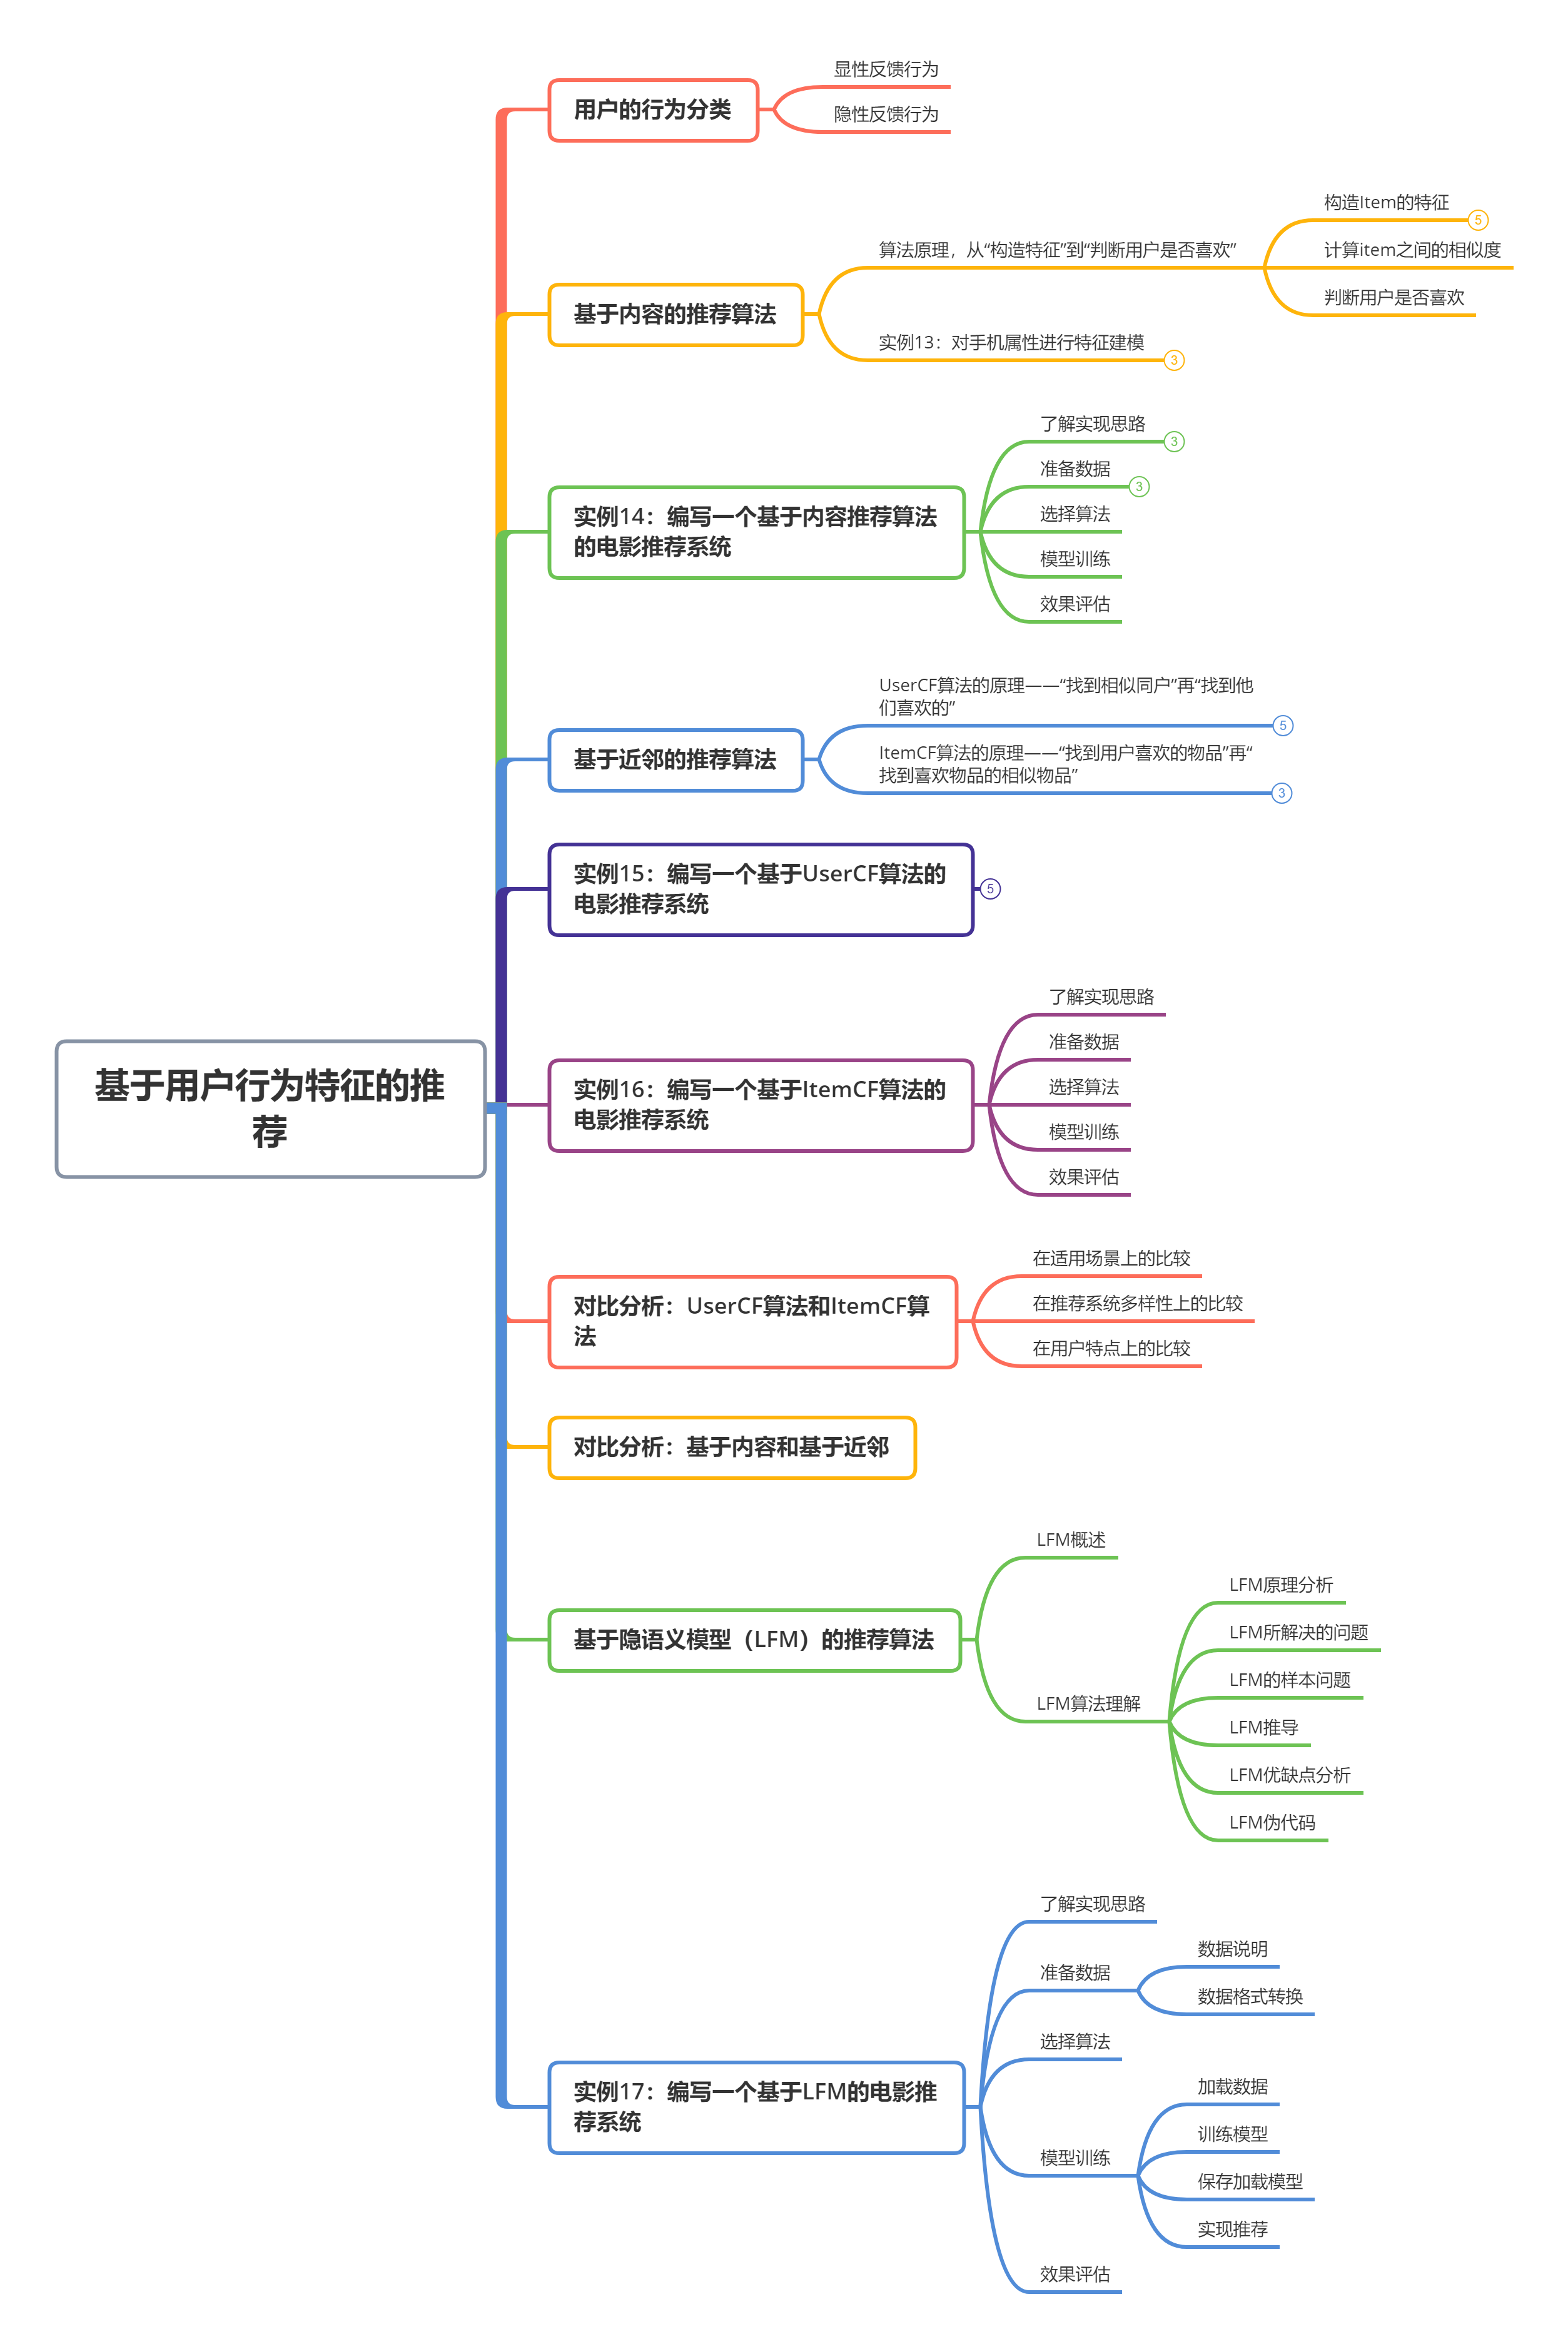 用户的行为分类
显性反馈行为
隐性反馈行为
基于内容的推荐算法
算法原理，从“构造特征”到“判断用户是否喜欢”
构造Item的特征
5
计算item之间的相似度
判断用户是否喜欢
实例13：对手机属性进行特征建模
3
实例14：编写一个基于内容推荐算法
的电影推荐系统
了解实现思路
3
准备数据
3
选择算法
模型训练
效果评估
基于近邻的推荐算法
UserCF算法的原理——“找到相似同户”再“找到他
们喜欢的”
5
ItemCF算法的原理——“找到用户喜欢的物品”再“
找到喜欢物品的相似物品”
3
实例15：编写一个基于UserCF算法的
电影推荐系统
5
基于用户行为特征的推
荐
实例16：编写一个基于ItemCF算法的
电影推荐系统
了解实现思路
准备数据
选择算法
模型训练
效果评估
对比分析：UserCF算法和ItemCF算
法
在适用场景上的比较
在推荐系统多样性上的比较
在用户特点上的比较
对比分析：基于内容和基于近邻
基于隐语义模型（LFM）的推荐算法
LFM概述
LFM算法理解
LFM原理分析
LFM所解决的问题
LFM的样本问题
LFM推导
LFM优缺点分析
LFM伪代码
实例17：编写一个基于LFM的电影推
荐系统
了解实现思路
准备数据
数据说明
数据格式转换
选择算法
模型训练
加载数据
训练模型
保存加载模型
实现推荐
效果评估